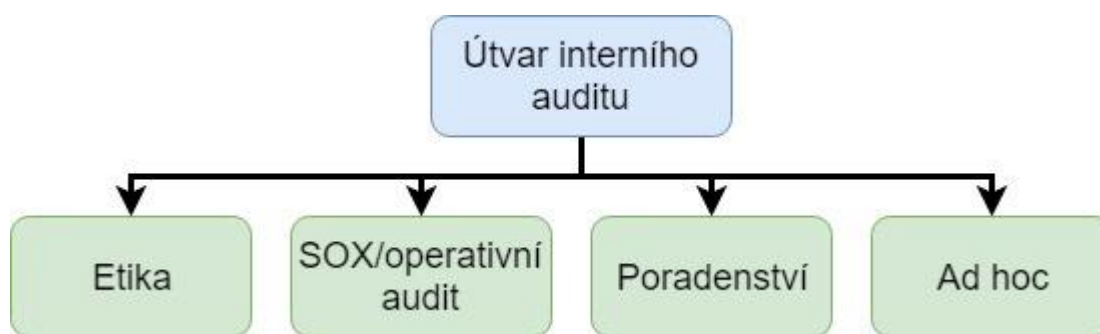 Útvar interního
auditu
Etika
SOX/operativní
audit
Poradenství
Ad hoc